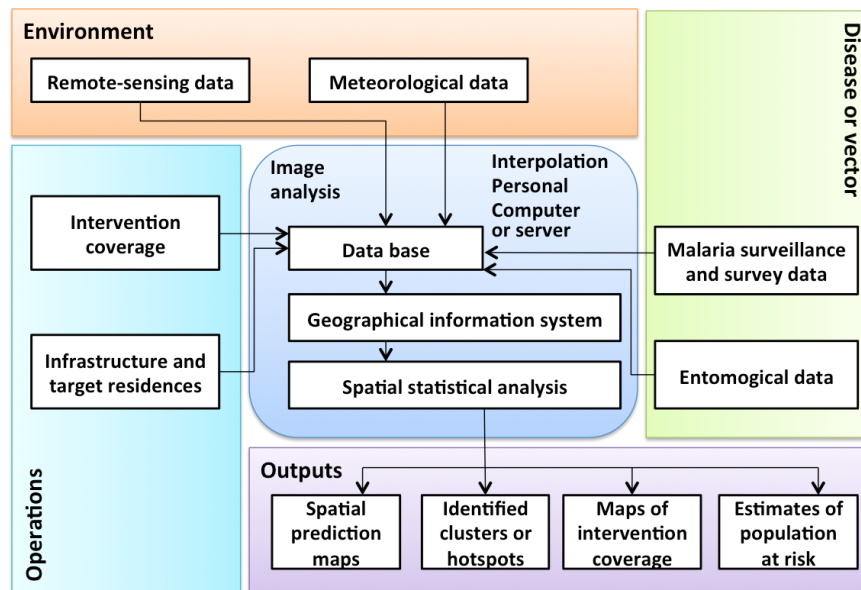 Environment
Remote-sensing data
Meteorological data
Disease or vector
Image
analysis
Interpolation
Personal
Computer
or server
Intervention
coverage
Data base
Malaria surveillance
and survey data
Geographical information system
Infrastructure and
target residences
Spatial statistical analysis
Entomogical data
Operations
Outputs
Spatial
prediction
maps
Identified
clusters or
hotspots
Maps of
intervention
coverage
Estimates of
population
at risk